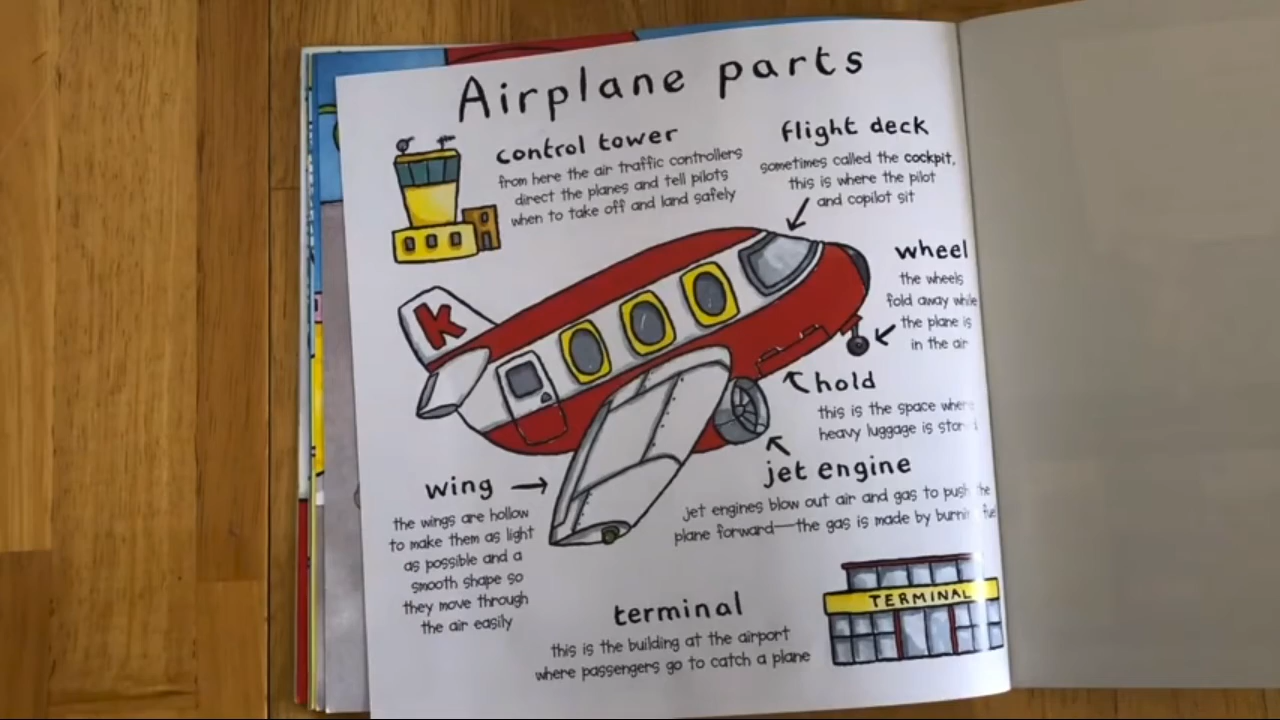 Airplane parts
control tower
from here the air traffic controllers
direct the planes and tell pilots
when to take off and land safely
flight deck
sometimes called the cockpit,
this is where the pilot
and copilot sit
wheel
the wheels
fold away while
the plane is
in the air
K
hold
this is the space where
heavy luggage is
jet engine
jet engines blow out air and gas to push the
plane forward—the gas is made by
wing
the wings are hollow
to make them as light
as possible and a
smooth shape so
they move through
the air easily
terminal
this is the building at the airport
where passengers go to catch a plane
TERMINAL